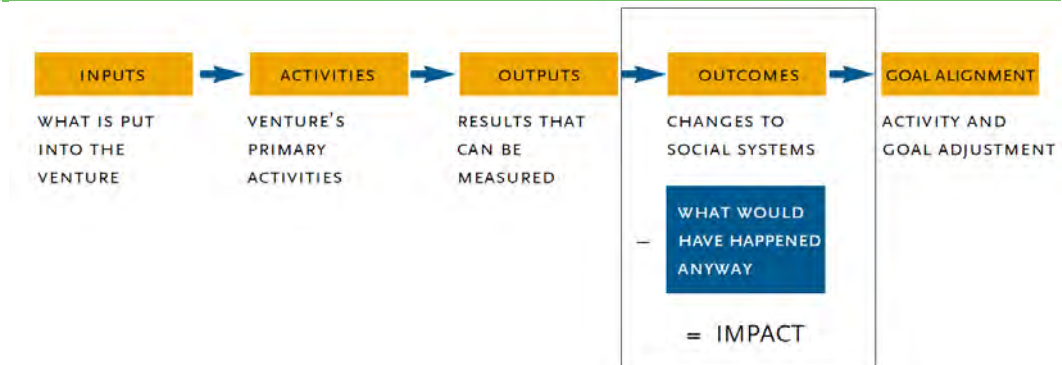 INPUTS
ACTIVITIES
OUTPUTS
OUTCOMES
GOAL ALIGNMENT
WHAT IS PUT
INTO THE
VENTURE
VENTURE'S
PRIMARY
ACTIVITIES
RESULTS THAT
CAN BE
MEASURED
CHANGES TO
SOCIAL SYSTEMS
ACTIVITY AND
GOAL ADJUSTMENT
–
WHAT WOULD
HAVE HAPPENED
ANYWAY
= IMPACT